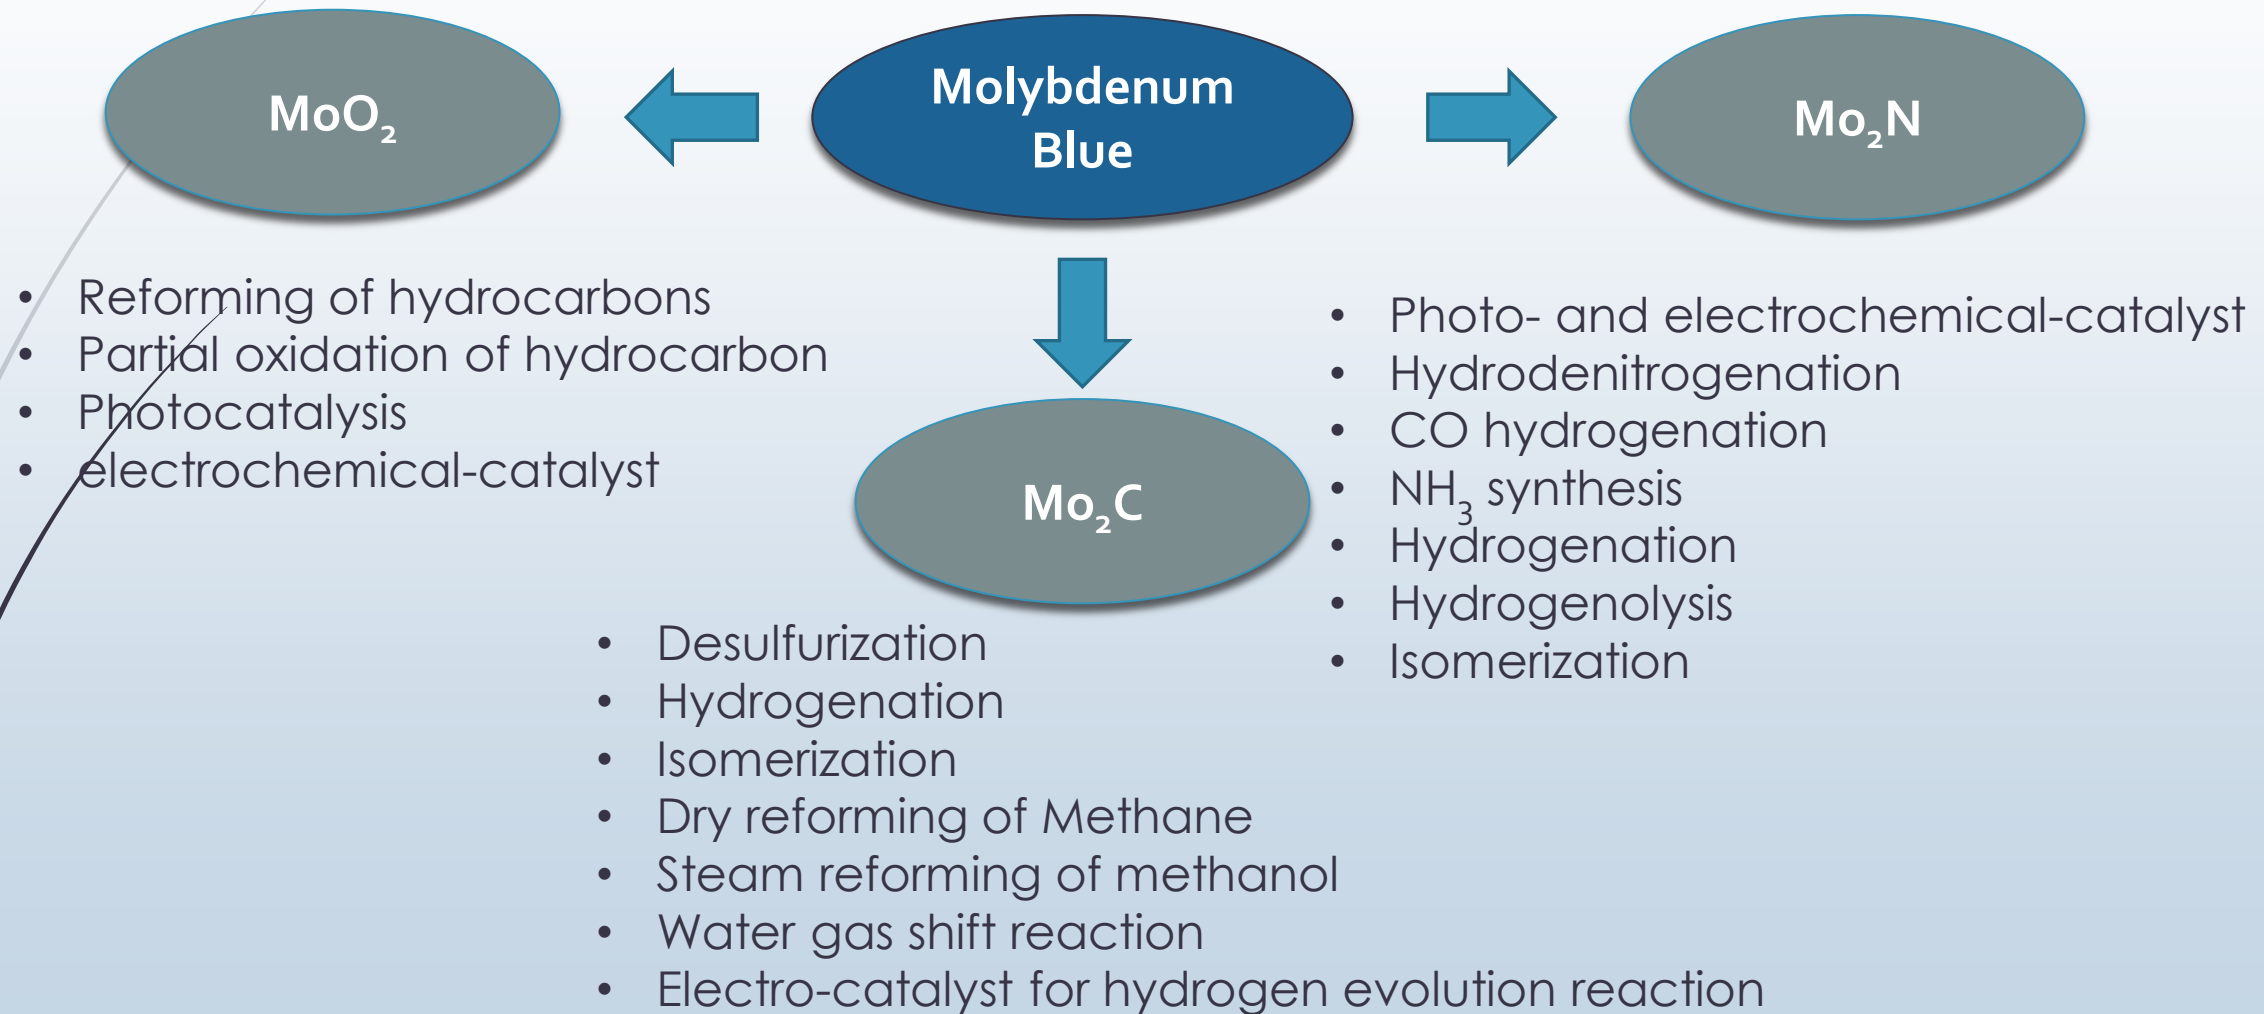 MoO₂
Molybdenum
Blue
Mo₂N
• Reforming of hydrocarbons
• Partial oxidation of hydrocarbon
• Photocatalysis
• electrochemical-catalyst
Mo₂C
• Photo- and electrochemical-catalyst
• Hydrodenitrogenation
• CO hydrogenation
• NH₃ synthesis
• Hydrogenation
• Hydrogenolysis
• Isomerization
• Desulfurization
• Hydrogenation
• Isomerization
• Dry reforming of Methane
• Steam reforming of methanol
• Water gas shift reaction
• Electro-catalyst for hydrogen evolution reaction